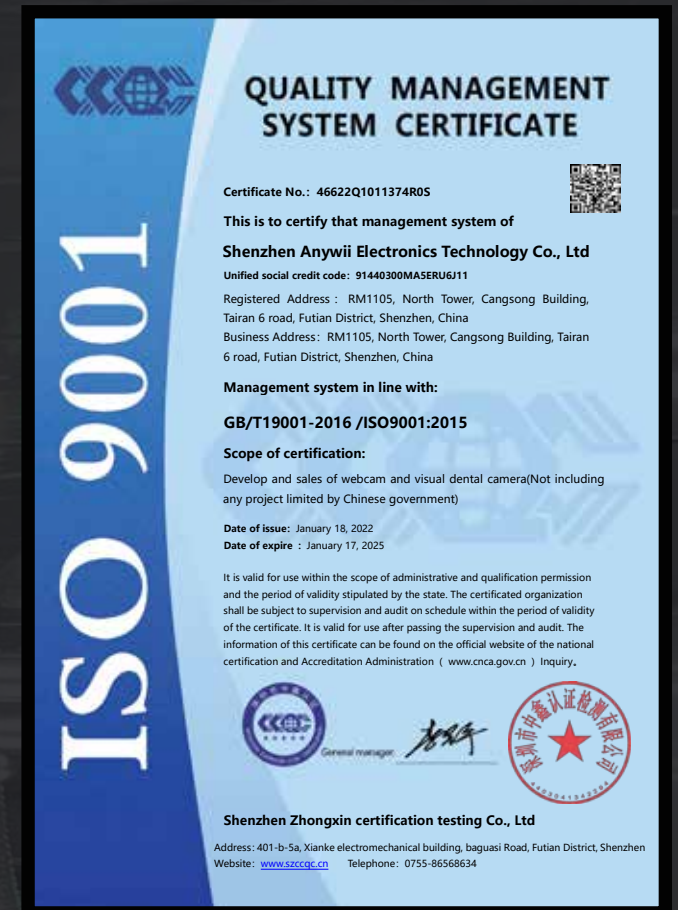 CCQC
QUALITY MANAGEMENT
SYSTEM CERTIFICATE
ISO 9001
Certificate No.: 46622Q1011374R0S
This is to certify that management system of
Shenzhen Anywii Electronics Technology Co., Ltd
Unified social credit code: 91440300MA5ERU6J11
Registered Address : RM1105, North Tower, Cangsong Building,
Tairan 6 road, Futian District, Shenzhen, China
Business Address: RM1105, North Tower, Cangsong Building, Tairan
6 road, Futian District, Shenzhen, China
Management system in line with:
GB/T19001-2016 /ISO9001:2015
Scope of certification:
Develop and sales of webcam and visual dental camera(Not including
any project limited by Chinese government)
Date of issue: January 18, 2022
Date of expire : January 17, 2025
It is valid for use within the scope of administrative and qualification permission
and the period of validity stipulated by the state. The certificated organization
shall be subject to supervision and audit on schedule within the period of validity
of the certificate. It is valid for use after passing the supervision and audit. The
information of this certificate can be found on the official website of the national
certification and Accreditation Administration ( www.cnca.gov.cn ) Inquiry。
CCQC
General manager:
深圳市中鑫认证检测有限公司
Shenzhen Zhongxin certification testing Co., Ltd
Address: 401-b-5a, Xianke electromechanical building, baguasi Road, Futian District, Shenzhen
Website: www.szccqc.cn Telephone: 0755-86568634